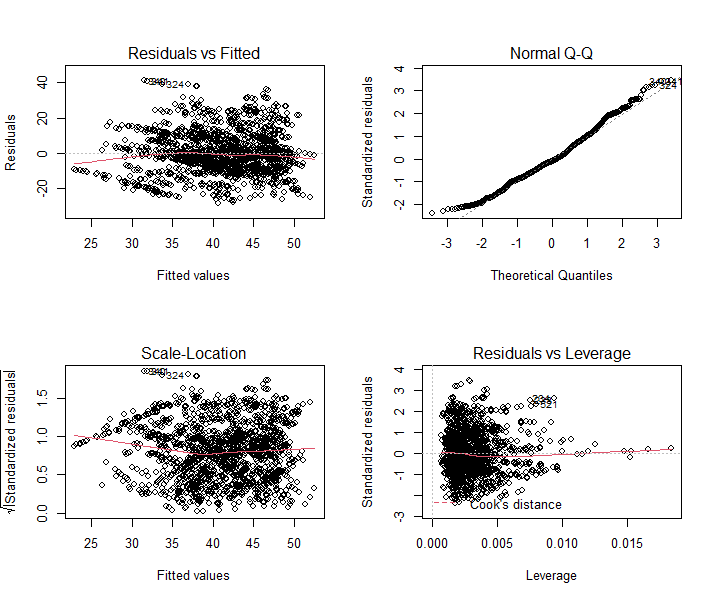 Residuals vs Fitted
Residuals
40
20
0
-20
324
25 30 35 40 45 50
Fitted values
Normal Q-Q
Standardized residuals
4
3
2
1
0
-1
-2
324
-3 -2 -1 0 1 2 3
Theoretical Quantiles
Scale-Location
√|Standardized residuals|
1.5
1.0
0.5
0.0
324
25 30 35 40 45 50
Fitted values
Residuals vs Leverage
Standardized residuals
4
3
2
1
0
-1
-3
Cook's distance
0.000 0.005 0.010 0.015
Leverage